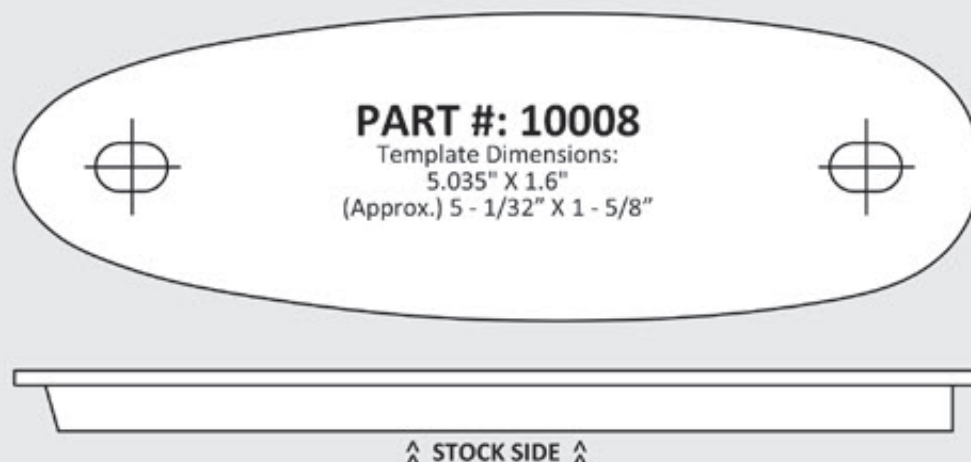 PART #: 10008
Template Dimensions:
5.035" X 1.6"
(Approx.) 5 - 1/32” X 1 - 5/8”
^ STOCK SIDE ^